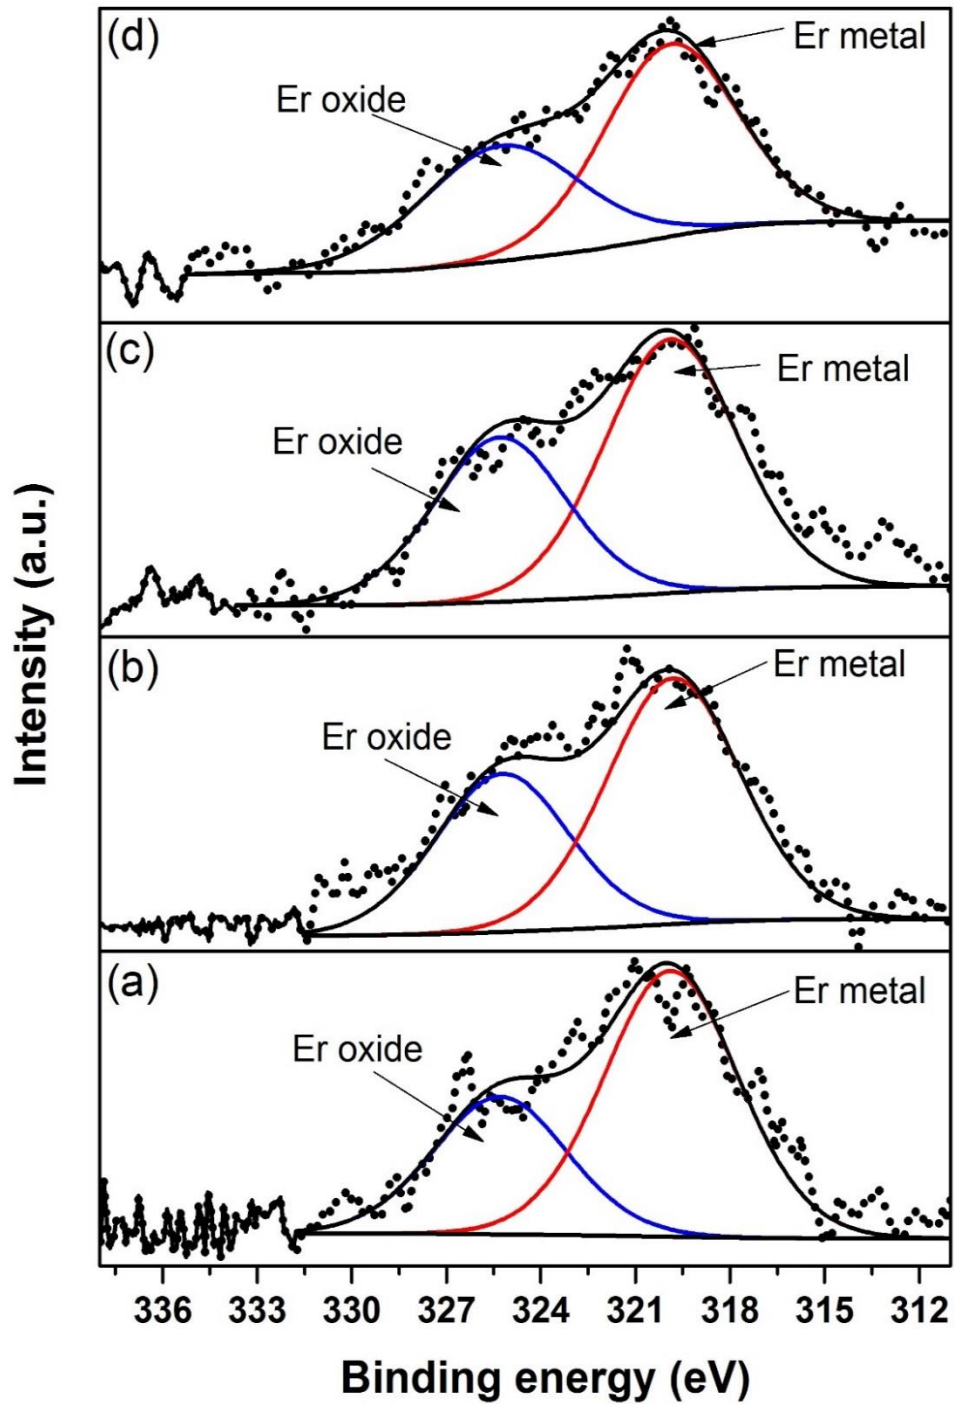 (d)
Er metal
Er oxide
(c)
Er metal
Er oxide
(b)
Er metal
Er oxide
(a)
Er metal
Er oxide
Intensity (a.u.)
336 333 330 327 324 320 318 315 312
Binding energy (eV)